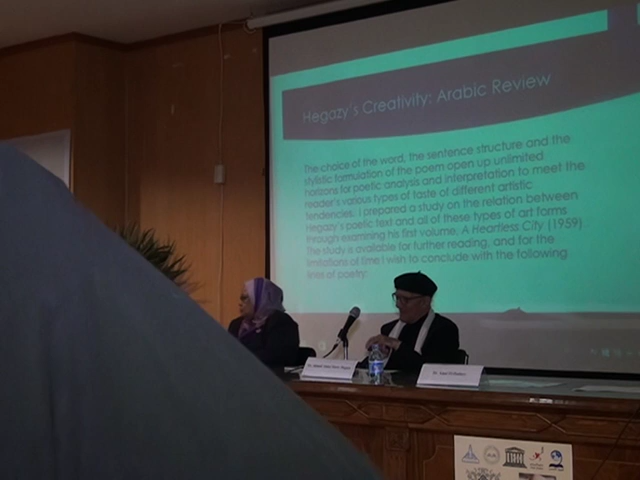 Hegazy's Creativity: Arabic Review
The choice of the word, the sentence structure and the
stylistic formulation of the poem open up unlimited
horizons for poetic analysis and interpretation to meet the
reader's various types of taste of different artistic
tendencies. I prepared a study on the relation between
Hegazy's poetic text and all of these types of art forms
through examining his first volume, A Heartless City (1959)
The study is available for further reading, and for the
limitations of time I wish to conclude with the following
lines of poetry: